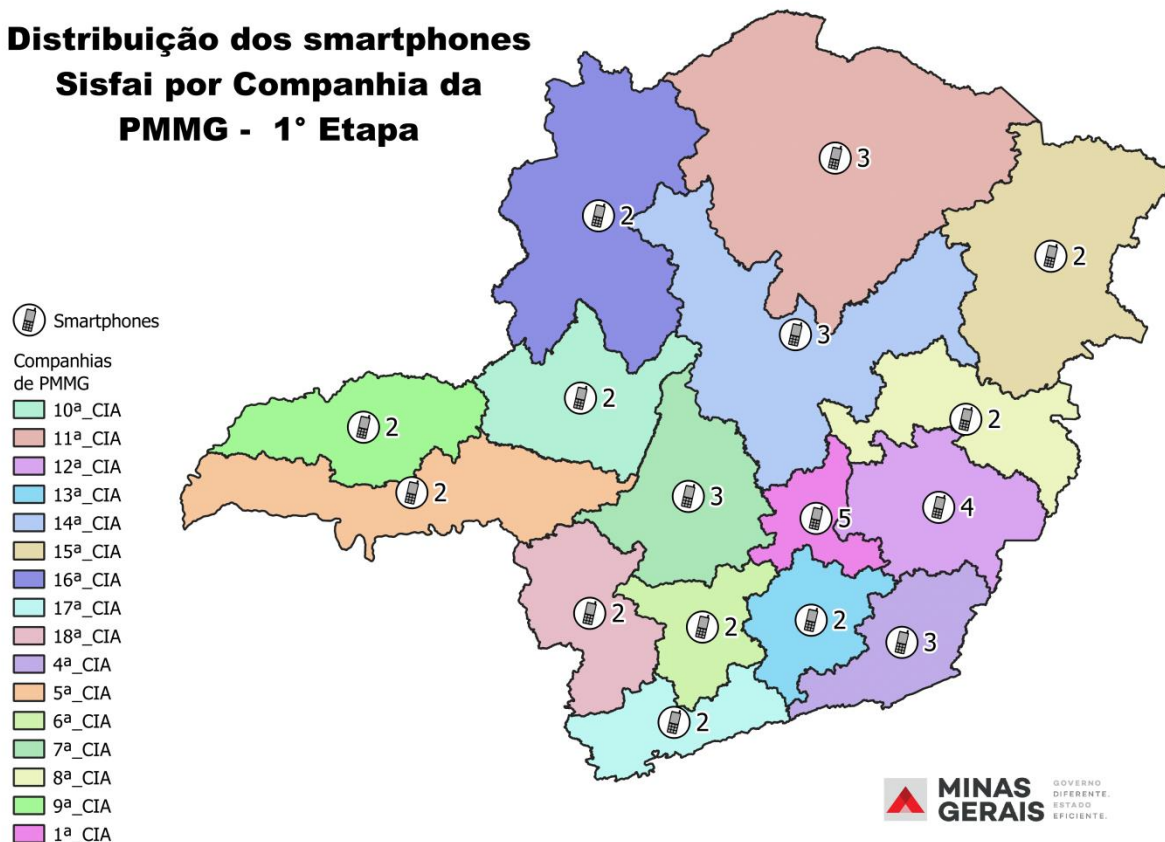 Distribuição dos smartphones
Sisfai por Companhia da
PMMG - 1° Etapa
3
2
2
3
2
2
2
2
3
5
4
2
2
2
3
2
Smartphones
Companhias
de PMMG
10ª_CIA
11ª_CIA
12ª_CIA
13ª_CIA
14ª_CIA
15ª_CIA
16ª_CIA
17ª_CIA
18ª_CIA
4ª_CIA
5ª_CIA
6ª_CIA
7ª_CIA
8ª_CIA
9ª_CIA
1ª_CIA
MINAS
GERAIS
GOVERNO
DIFERENTE.
ESTADO
EFICIENTE.